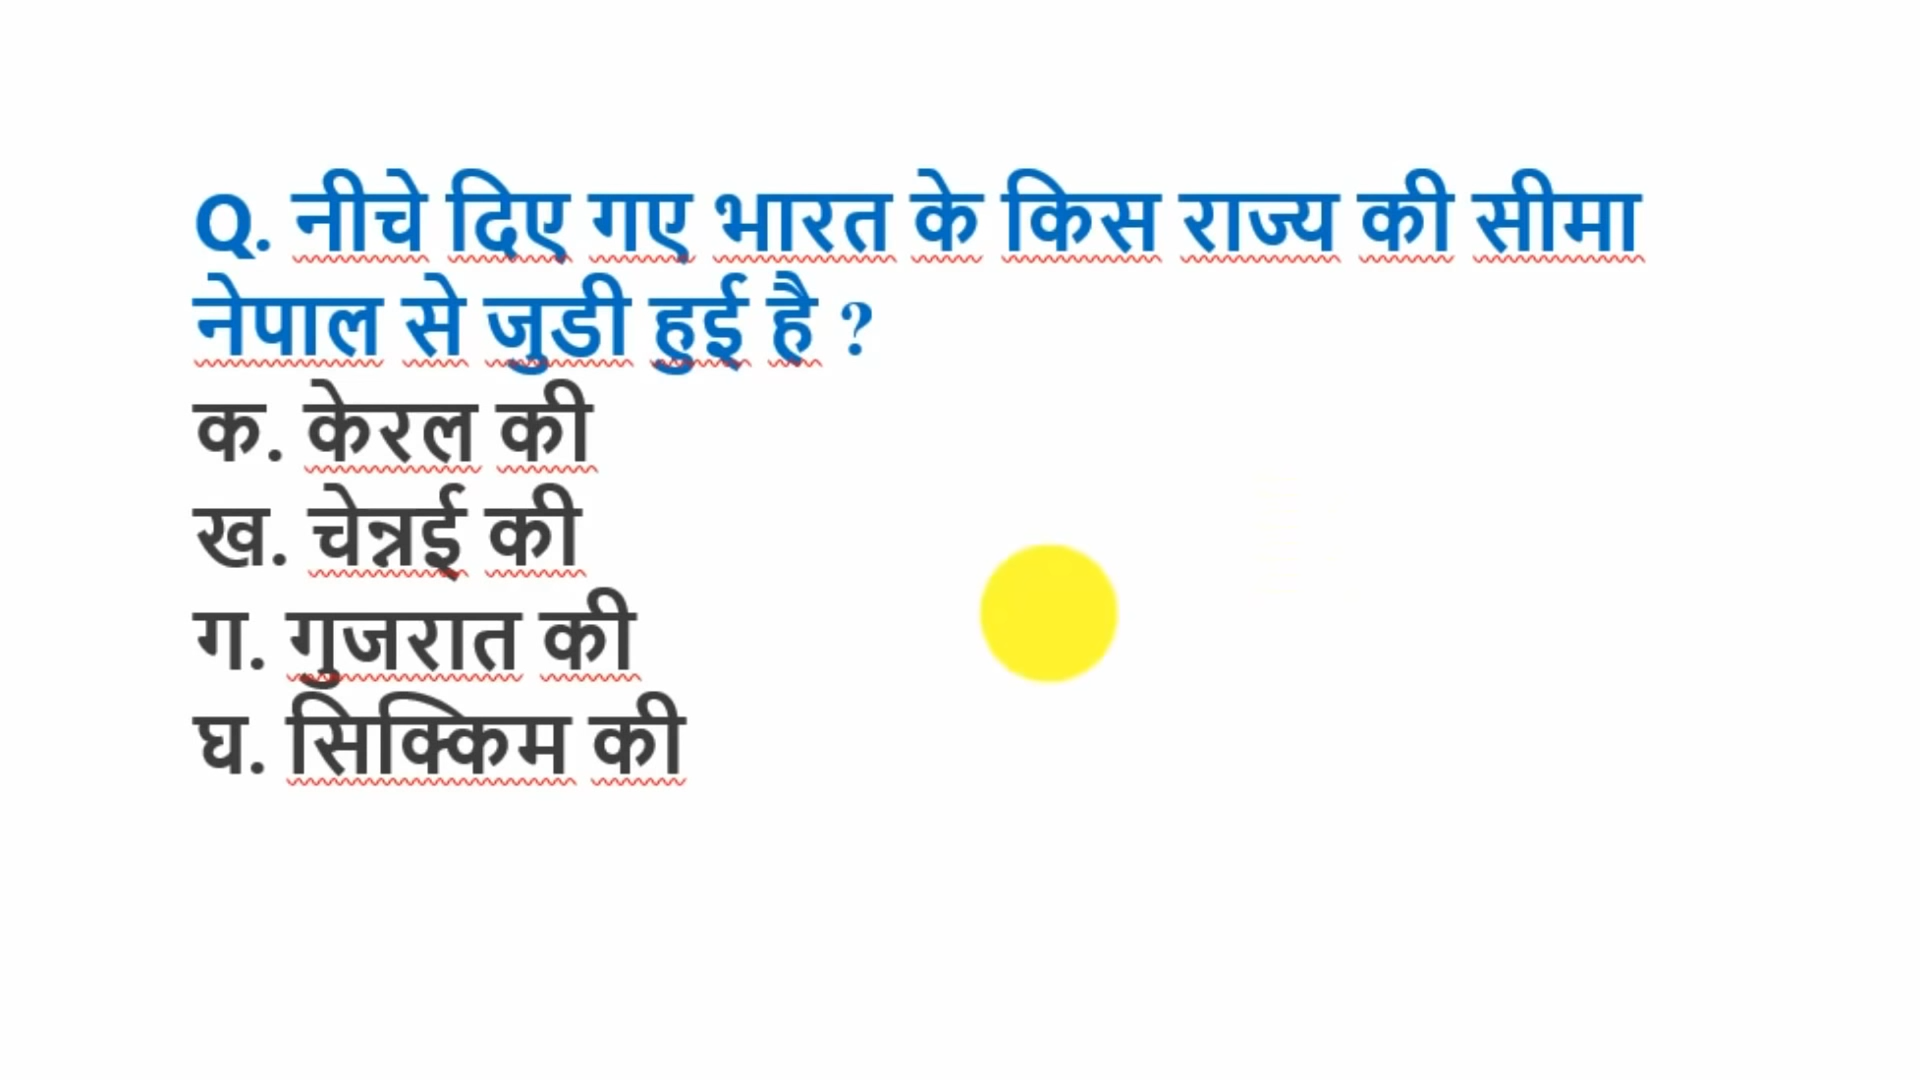 Q. नीचे दिए गए भारत के किस राज्य की सीमा
नेपाल से जुडी हुई है ?
क. केरल की
ख. चेन्नई की
ग. गुजरात की
घ. सिक्किम की